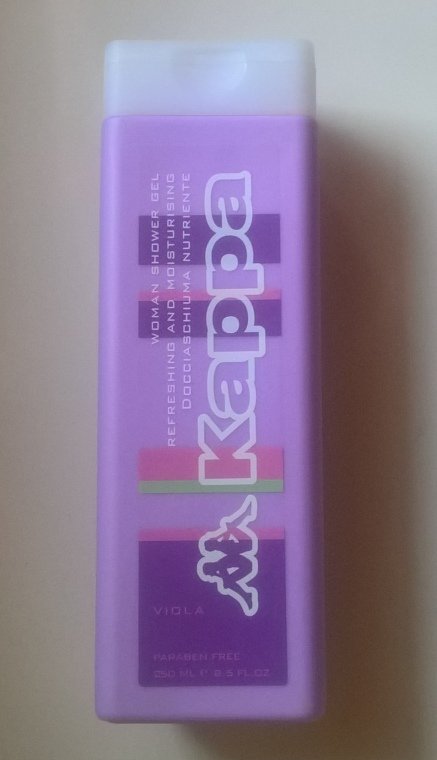 WOMAN SHOWER GEL
REFRESHING AND MOISTURISING
DOCCIASCHIUMA NUTRIENTE
Kappa
VIOLA
PARABEN FREE
250 ML e 8.5 FL.OZ